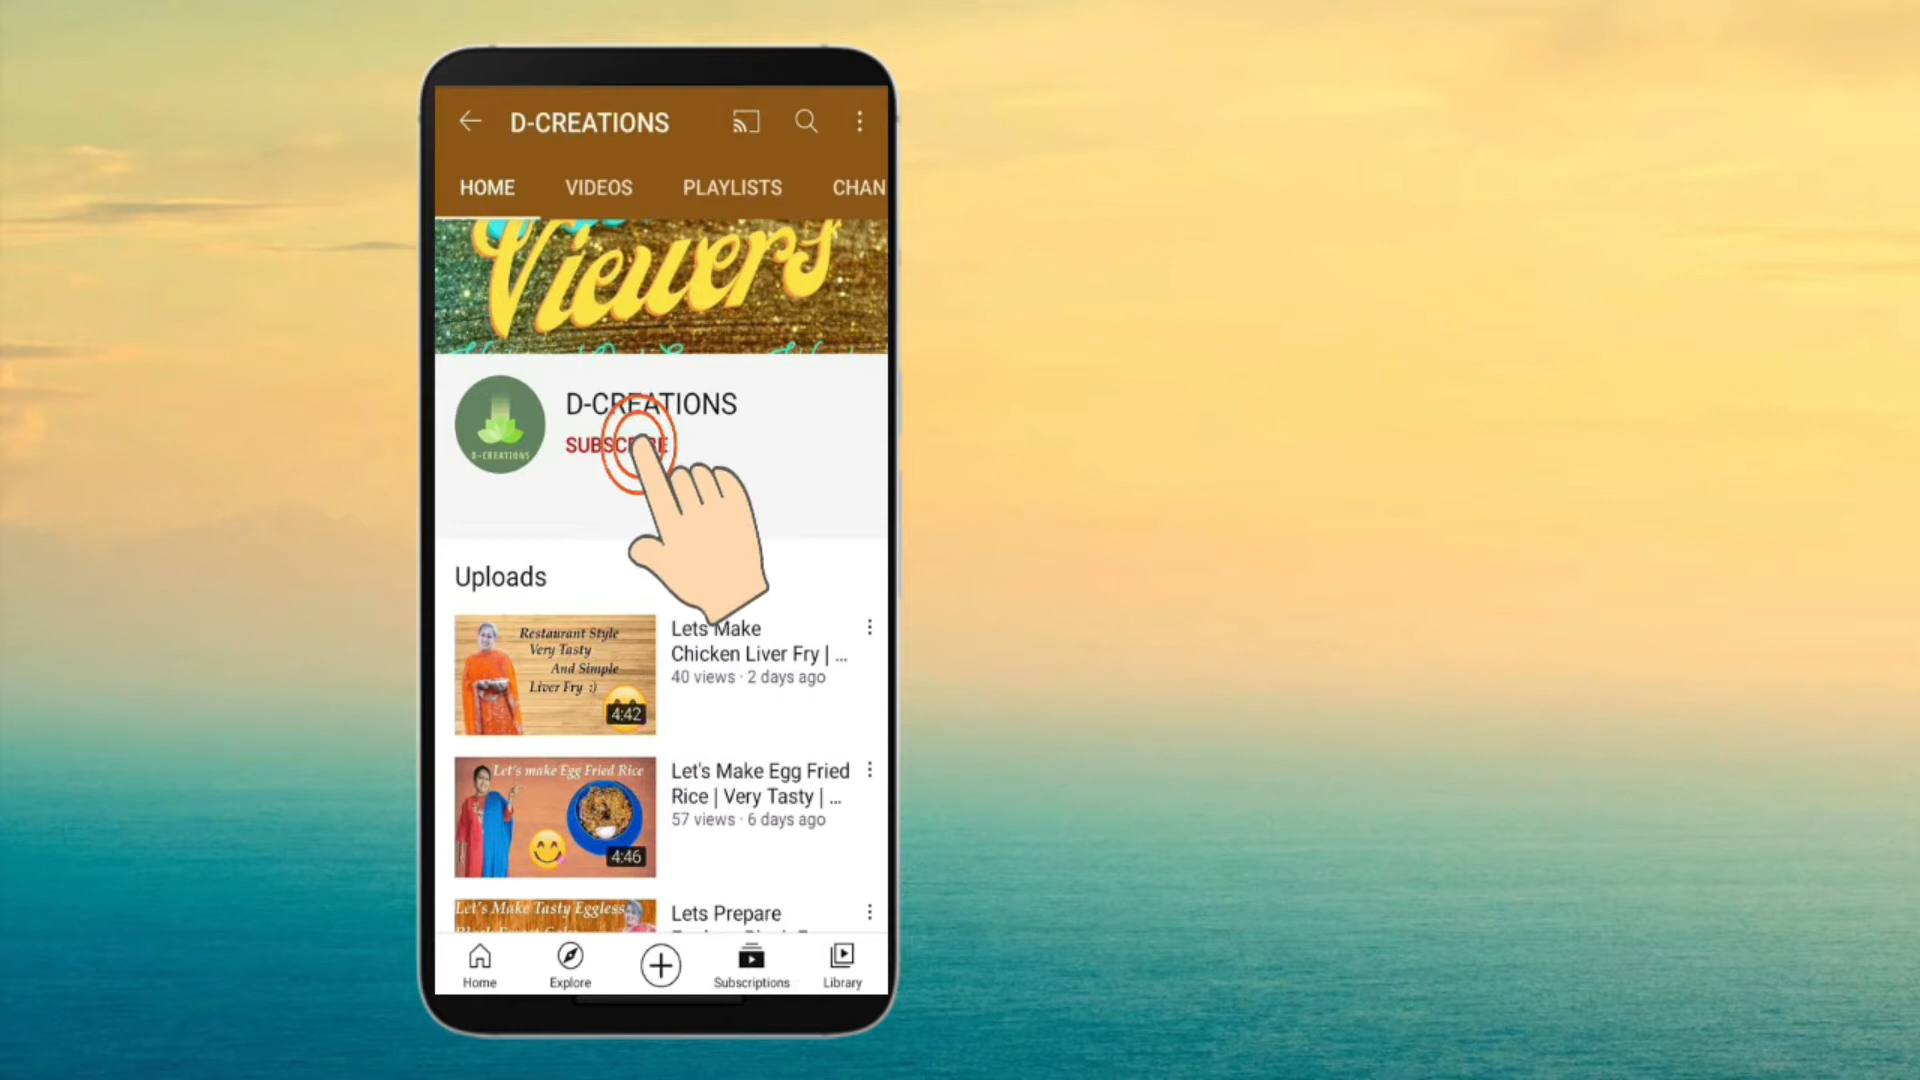 D-CREATIONS
HOME VIDEOS PLAYLISTS CHAN
Viewers
D-CREATIONS
SUBSCRIBE
D-CREATIONS
Uploads
Restaurant Style
Very Tasty
And Simple
Liver Fry :)
4:42
Lets Make
Chicken Liver Fry | ...
40 views · 2 days ago
Let's make Egg Fried Rice
4:46
Let's Make Egg Fried
Rice | Very Tasty | ...
57 views · 6 days ago
Let's Make Tasty Eggless
Lets Prepare
Home Explore Subscriptions Library